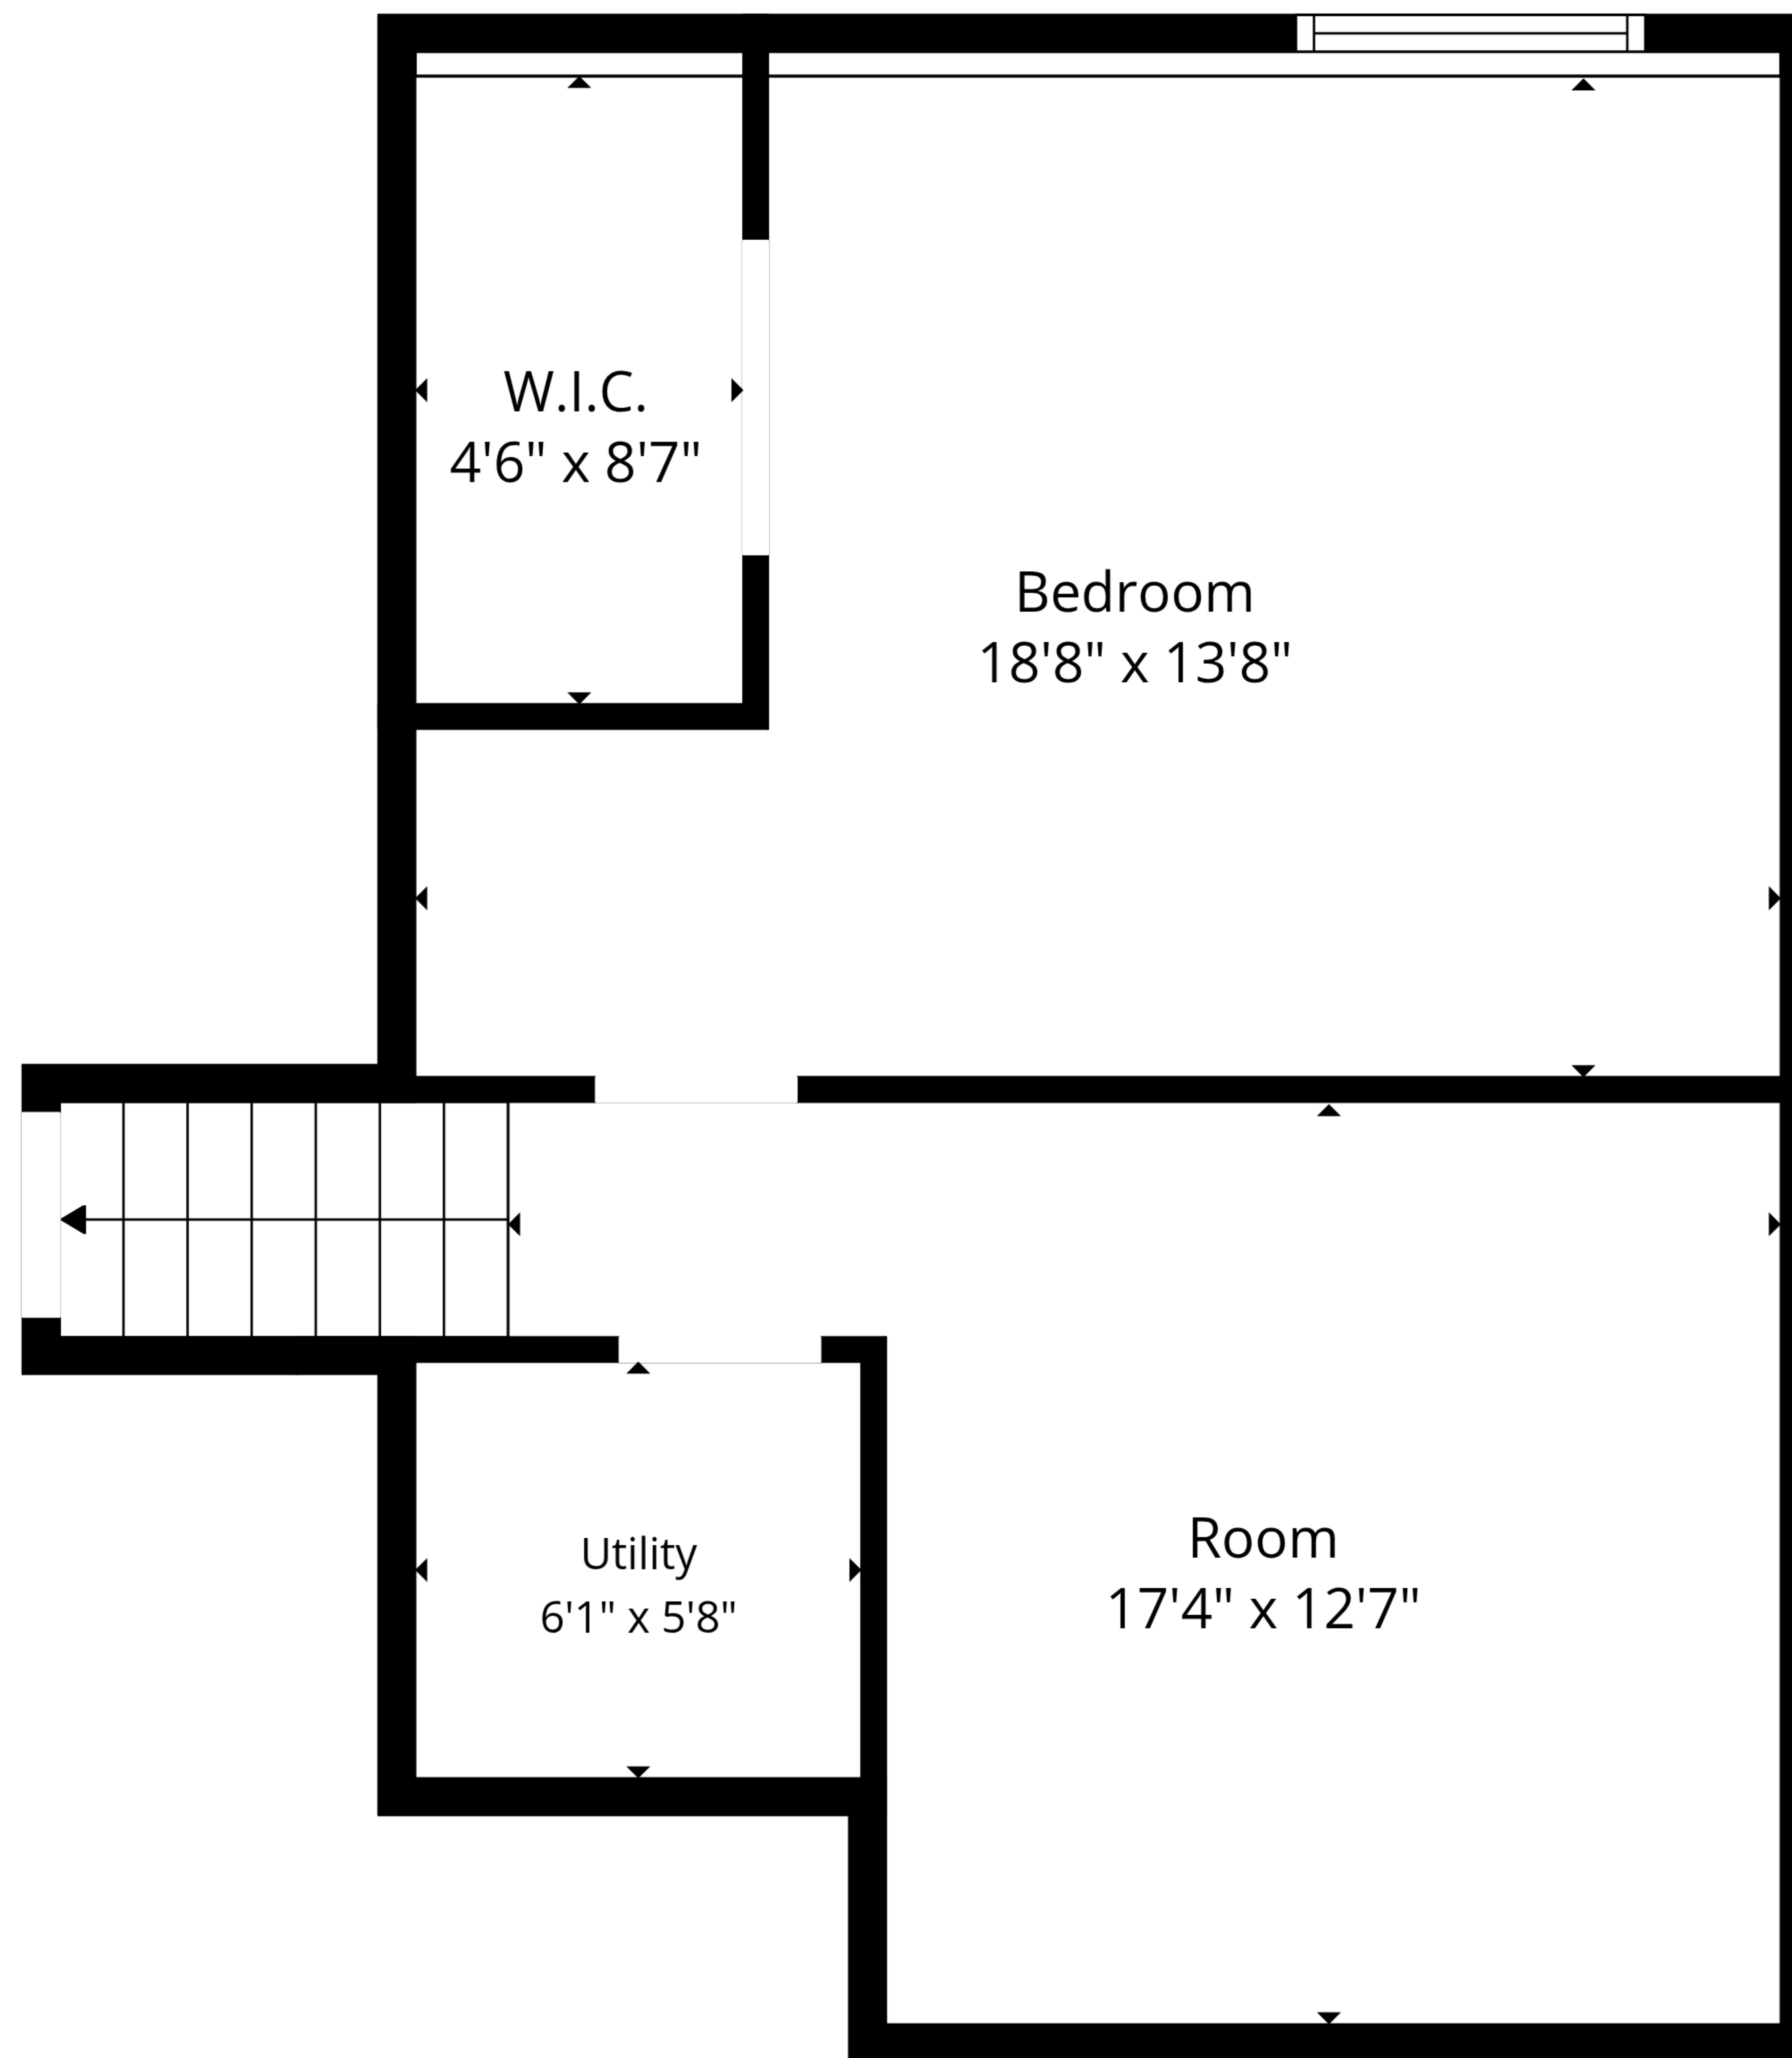 W.I.C.
4'6" x 8'7"
Bedroom
18'8" x 13'8"
Utility
6'1" x 5'8"
Room
17'4" x 12'7"